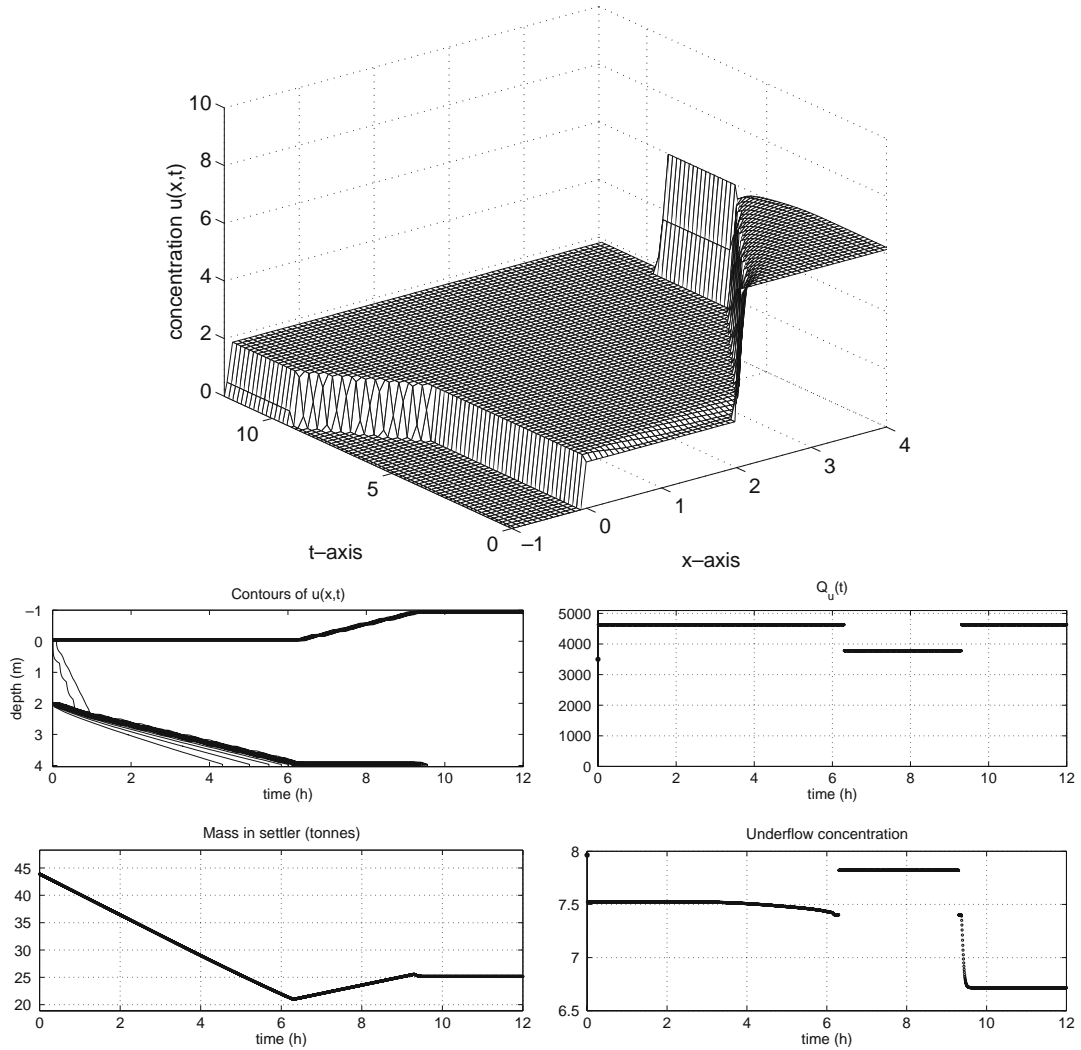 10
8
6
4
2
0
concentration u(x,t)
10
5
0
t–axis
–1
0
1
2
3
4
x–axis
Contours of u(x,t)
–1
0
1
2
3
4
depth (m)
0 2 4 6 8 10 12
time (h)
Q_u(t)
5000
4000
3000
2000
1000
0
0 2 4 6 8 10 12
time (h)
Mass in settler (tonnes)
45
40
35
30
25
20
0 2 4 6 8 10 12
time (h)
Underflow concentration
8
7.5
7
6.5
0 2 4 6 8 10 12
time (h)